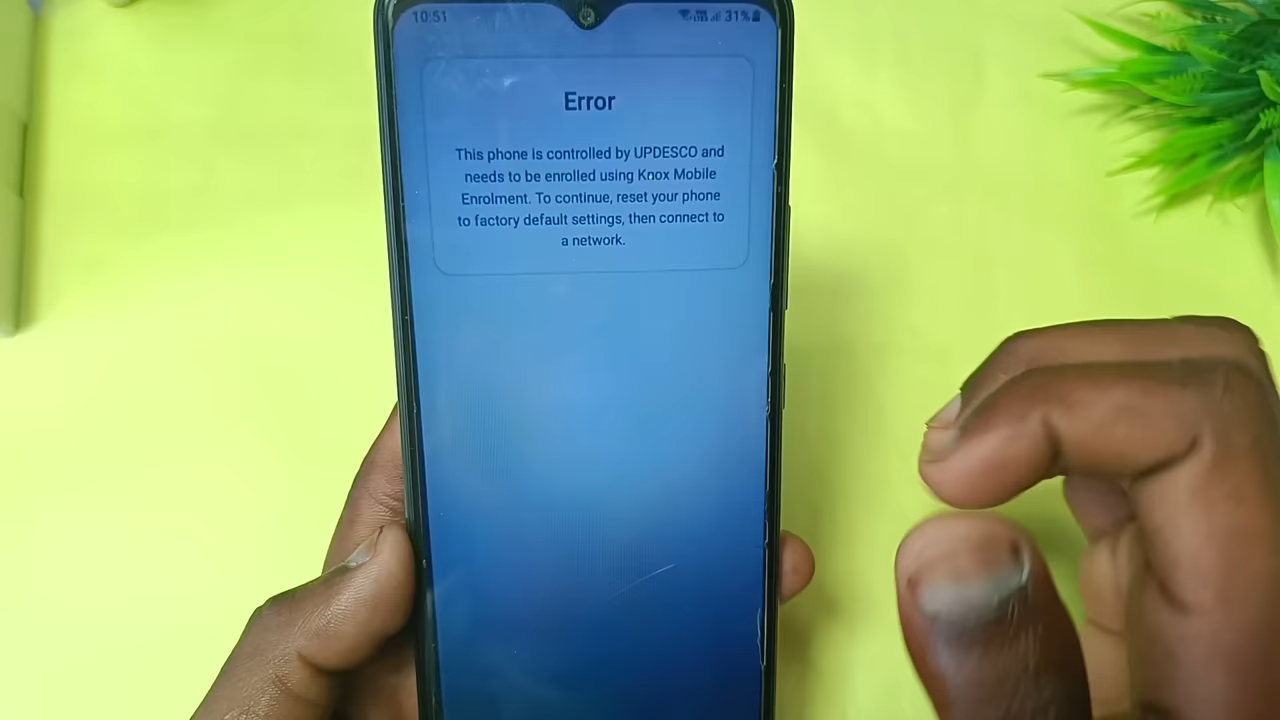 10:51
31%
Error
This phone is controlled by UPDESCO and
needs to be enrolled using Knox Mobile
Enrolment. To continue, reset your phone
to factory default settings, then connect to
a network.